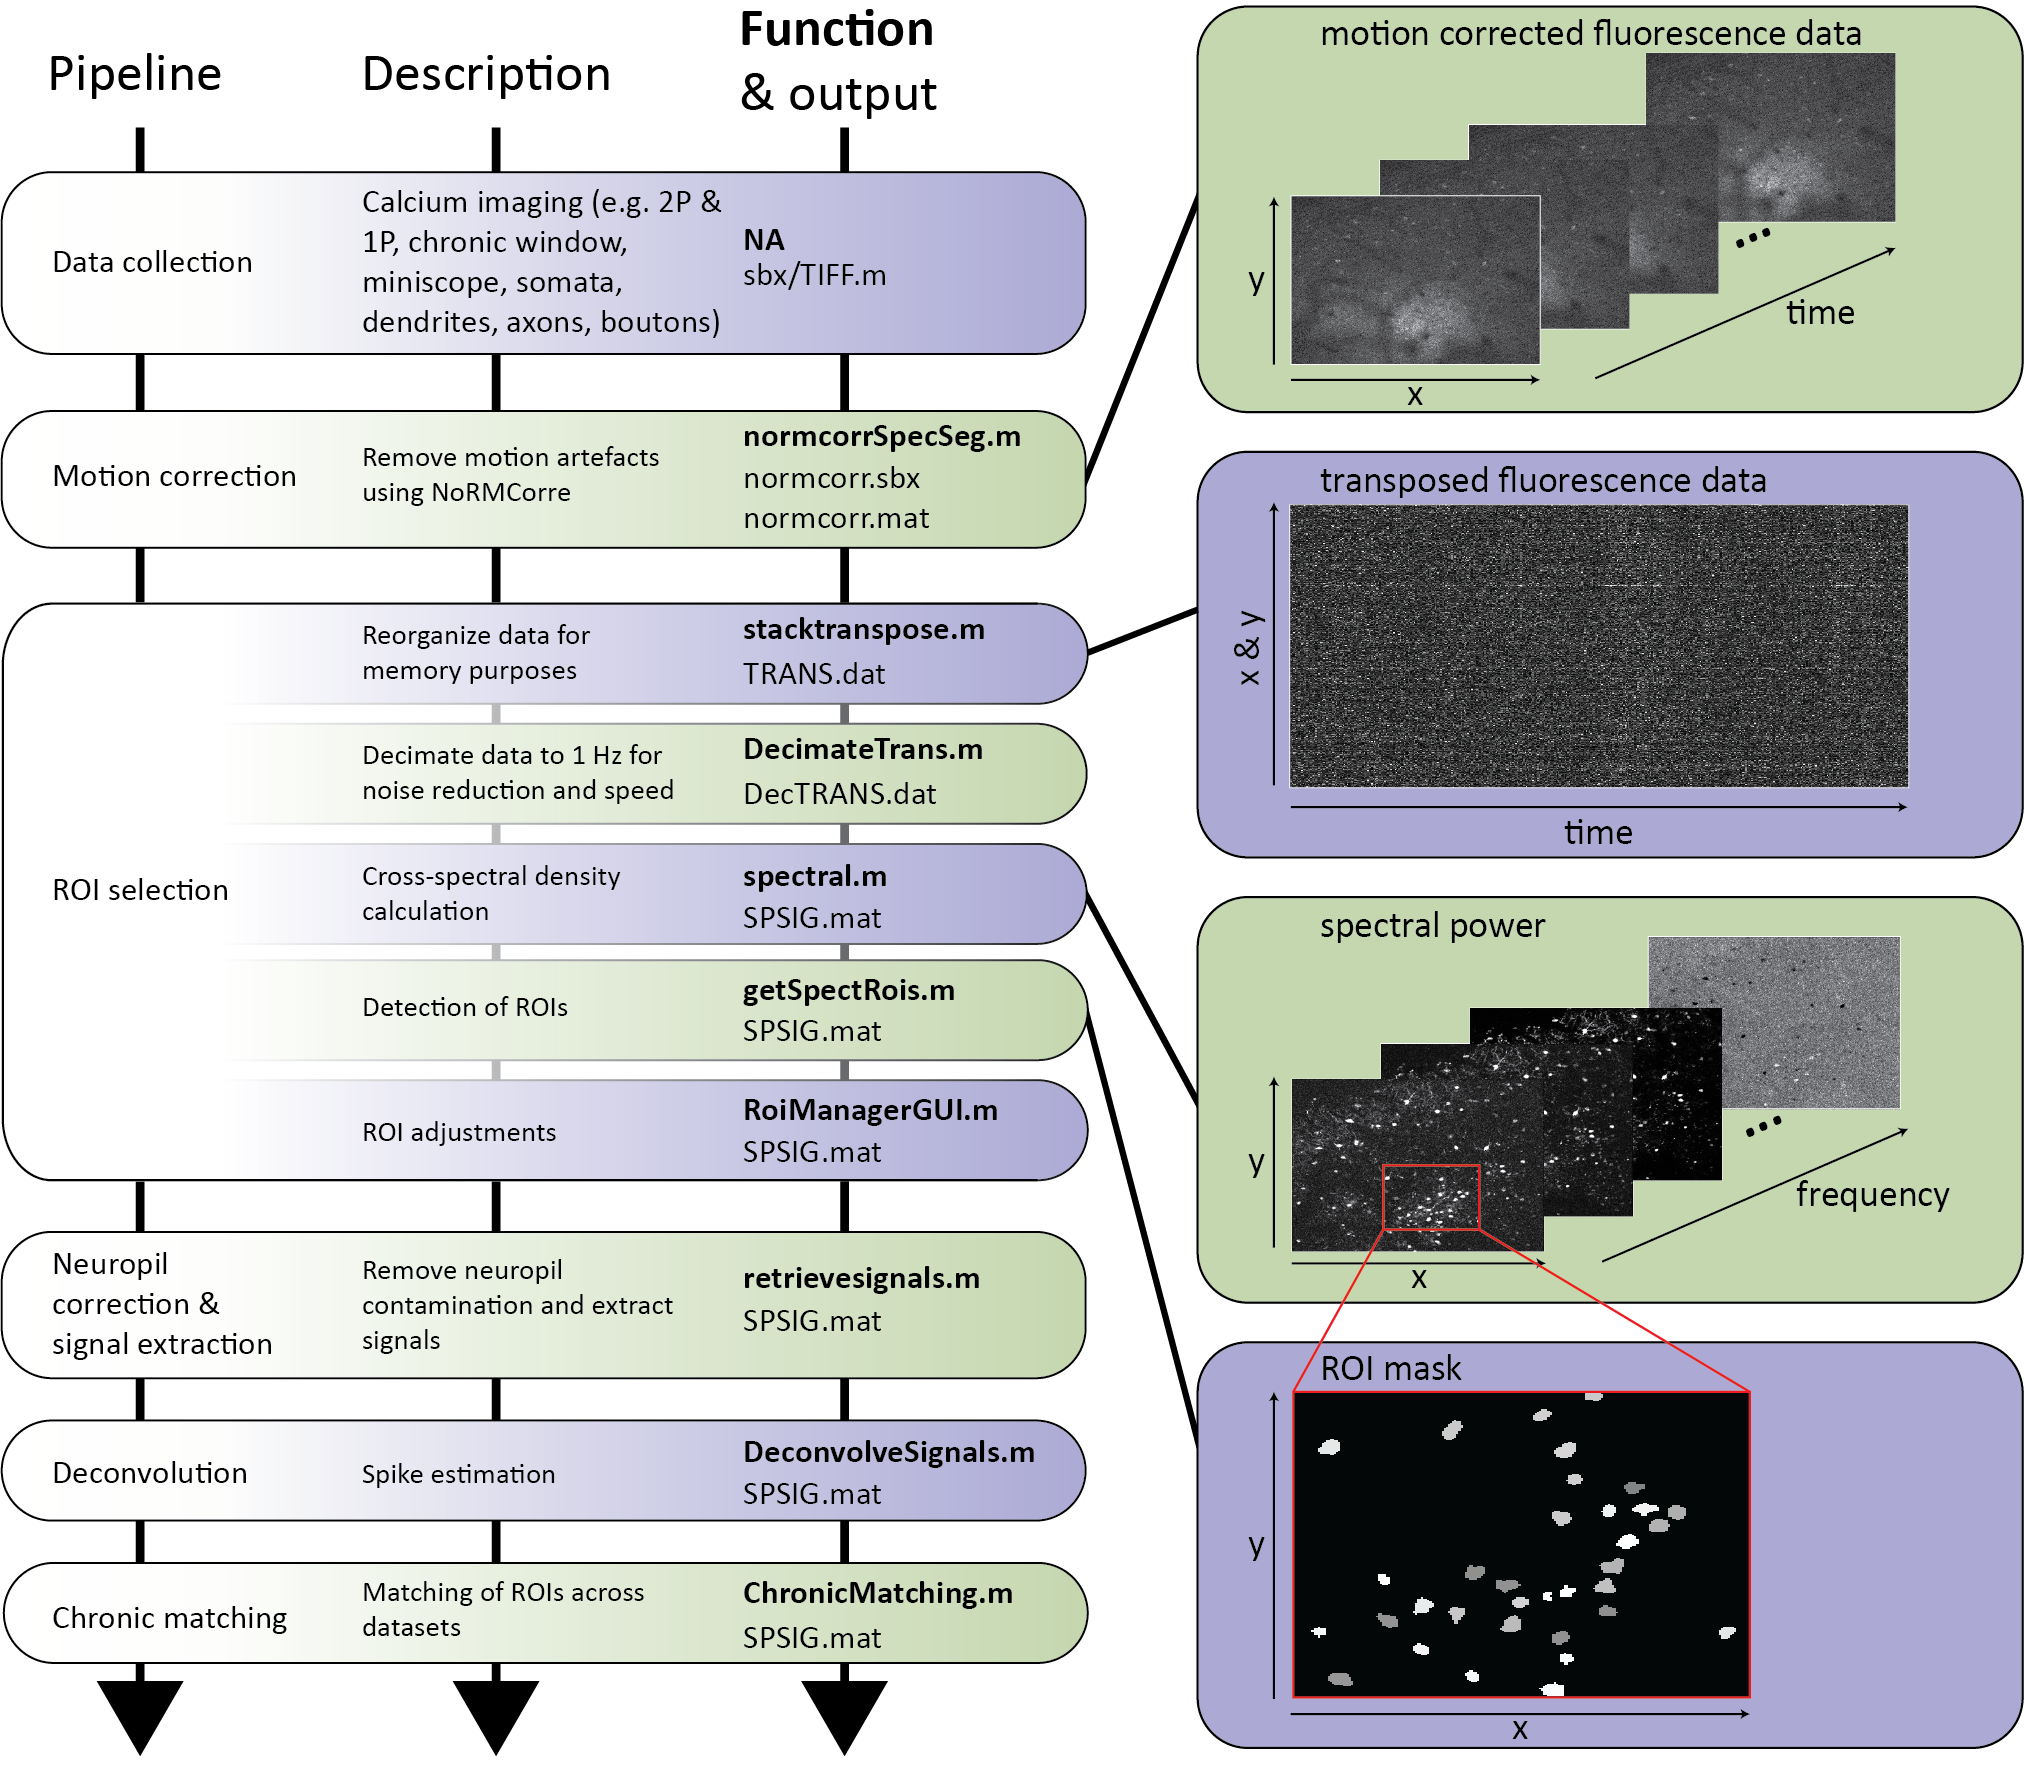 Pipeline
Description
Function
& output
Data collection
Calcium imaging (e.g. 2P &
1P, chronic window,
miniscope, somata,
dendrites, axons, boutons)
NA
sbx/TIFF.m
Motion correction
Remove motion artefacts
using NoRMCorre
normcorrSpecSeg.m
normcorr.sbx
normcorr.mat
ROI selection
Reorganize data for
memory purposes
stacktranspose.m
TRANS.dat
Decimate data to 1 Hz for
noise reduction and speed
DecimateTrans.m
DecTRANS.dat
Cross-spectral density
calculation
spectral.m
SPSIG.mat
Detection of ROIs
getSpectRois.m
SPSIG.mat
ROI adjustments
RoiManagerGUI.m
SPSIG.mat
Neuropil
correction &
signal extraction
Remove neuropil
contamination and extract
signals
retrievesignals.m
SPSIG.mat
Deconvolution
Spike estimation
DeconvolveSignals.m
SPSIG.mat
Chronic matching
Matching of ROIs across
datasets
ChronicMatching.m
SPSIG.mat
motion corrected fluorescence data
y
x
time
transposed fluorescence data
x & y
time
spectral power
y
x
frequency
ROI mask
y
x